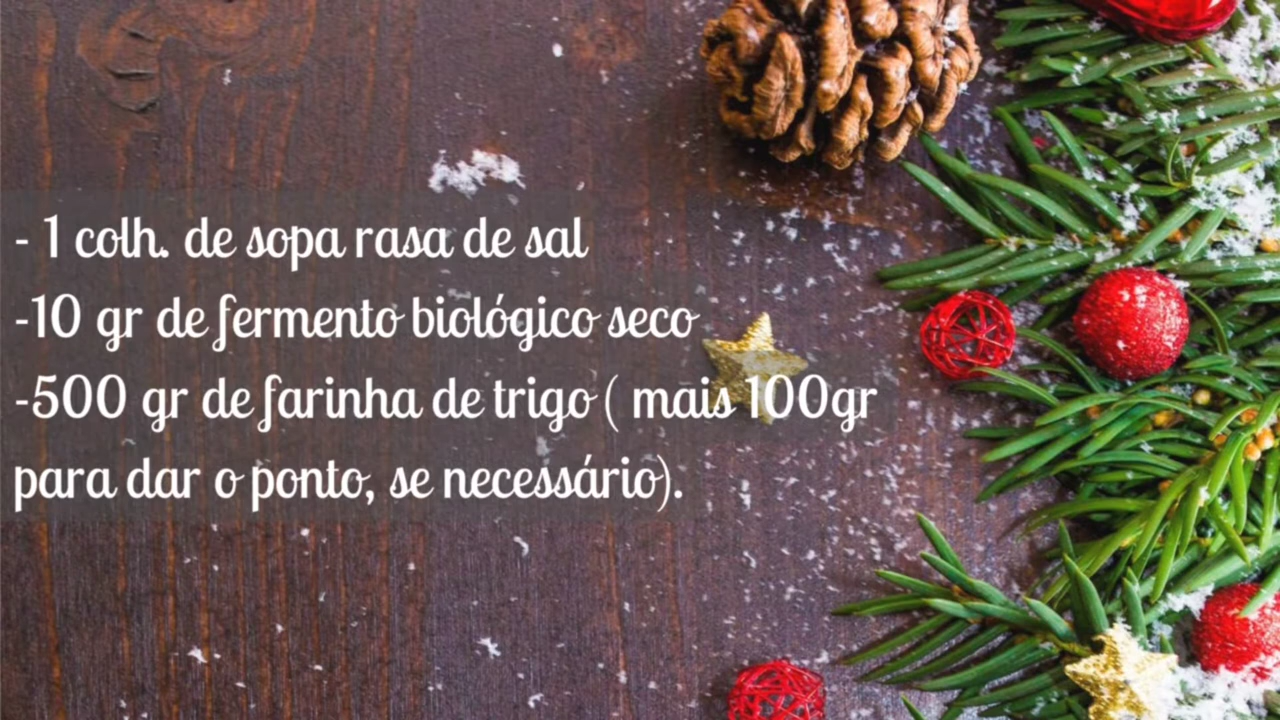 - 1 colh. de sopa rasa de sal
-10 gr de fermento biológico seco
-500 gr de farinha de trigo ( mais 100gr
para dar o ponto, se necessário).